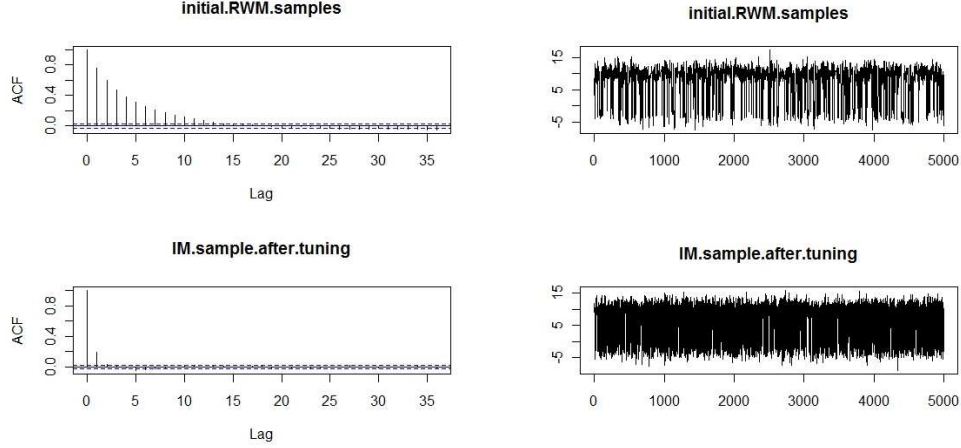 initial.RWM.samples
ACF
0.0 0.4 0.8
0 5 10 15 20 25 30 35
Lag
initial.RWM.samples
-5 5 15
0 1000 2000 3000 4000 5000
IM.sample.after.tuning
ACF
0.0 0.4 0.8
0 5 10 15 20 25 30 35
Lag
IM.sample.after.tuning
-5 5 15
0 1000 2000 3000 4000 5000